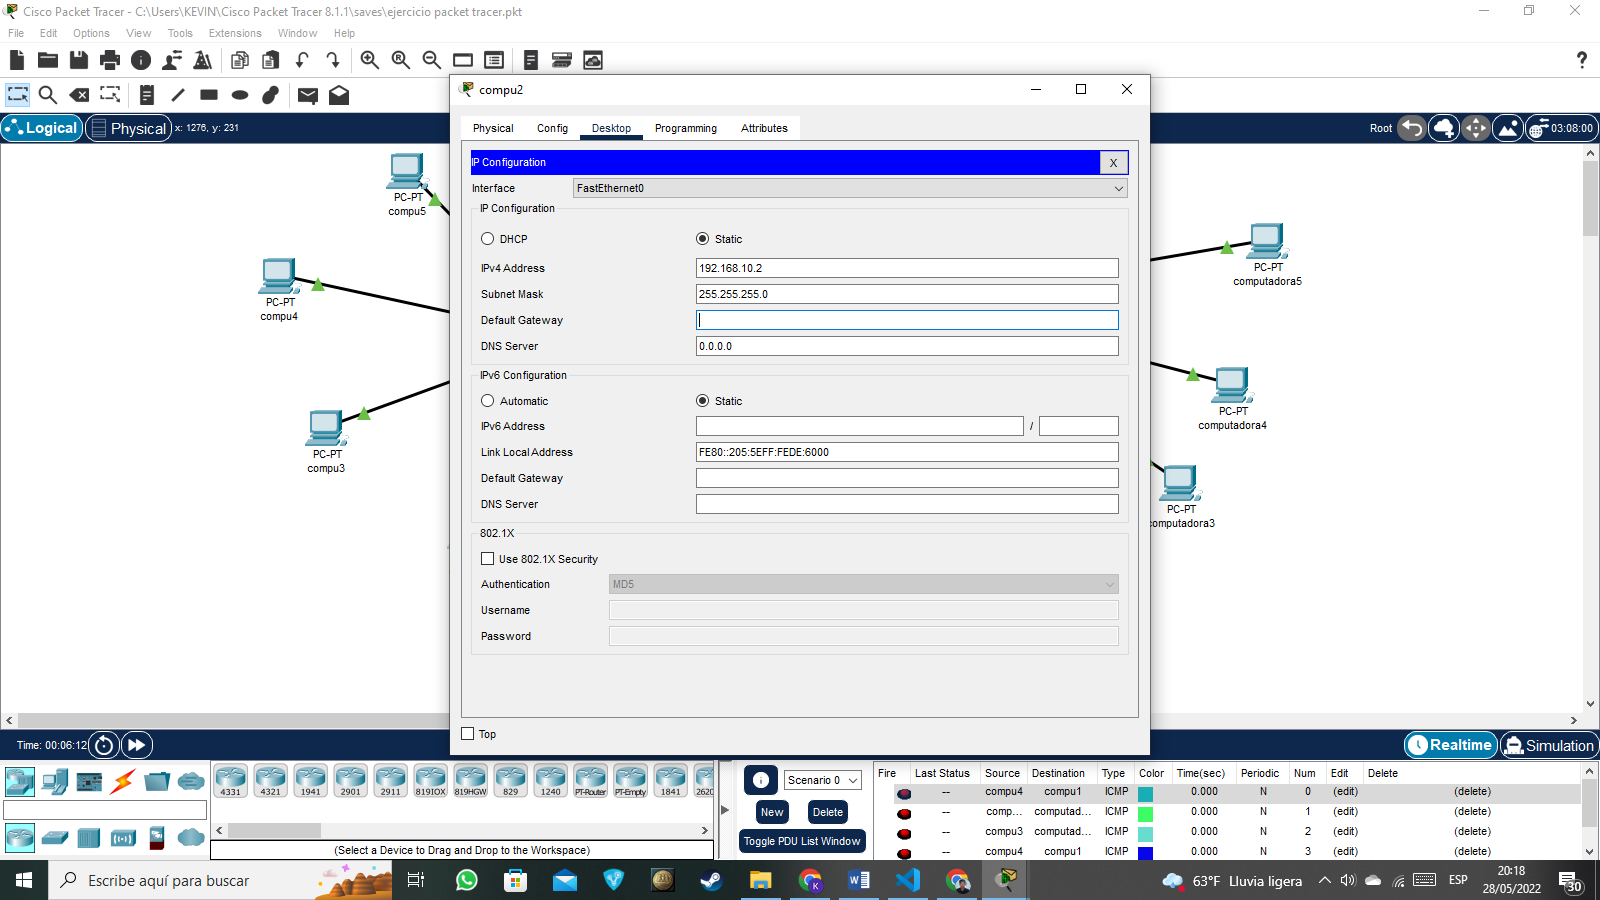 Cisco Packet Tracer - C:\Users\KEVIN\Cisco Packet Tracer 8.1.1\saves\ejercicio packet tracer.pkt
File Edit Options View Tools Extensions Window Help
?
Logical Physical x: 1276, y: 231
Root 03:08:00
PC-PT
compu5
PC-PT
compu4
PC-PT
compu3
compu2
Physical Config Desktop Programming Attributes
IP Configuration X
Interface FastEthernet0
IP Configuration
DHCP Static
IPv4 Address 192.168.10.2
Subnet Mask 255.255.255.0
Default Gateway
DNS Server 0.0.0.0
IPv6 Configuration
Automatic Static
IPv6 Address /
Link Local Address FE80::205:5EFF:FEDE:6000
Default Gateway
DNS Server
802.1X
Use 802.1X Security
Authentication MD5
Username
Password
Top
PC-PT
computadora5
PC-PT
computadora4
PC-PT
computadora3
Time: 00:06:12
Realtime Simulation
4331 4321 1941 2901 2911 819IOX 819HGW 829 1240 PT-Router PT-Empty 1841 2620
(Select a Device to Drag and Drop to the Workspace)
Scenario 0
New Delete
Toggle PDU List Window
Fire Last Status Source Destination Type Color Time(sec) Periodic Num Edit Delete
-- compu4 compu1 ICMP 0.000 N 0 (edit) (delete)
-- comp... computad... ICMP 0.000 N 1 (edit) (delete)
-- compu3 computad... ICMP 0.000 N 2 (edit) (delete)
-- compu4 compu1 ICMP 0.000 N 3 (edit) (delete)
Escribe aquí para buscar
63°F Lluvia ligera
ESP
20:18
28/05/2022
30